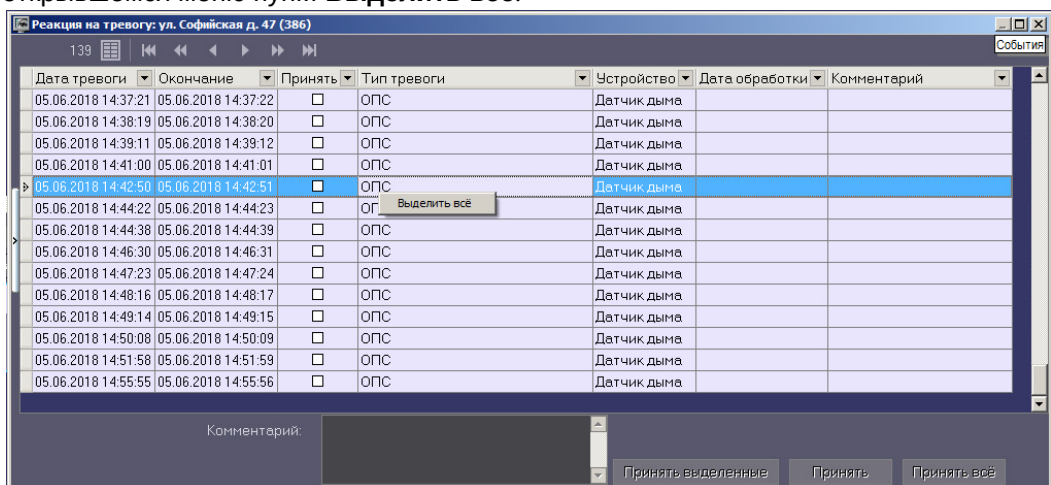 открывшемся меню пункт Выделить все.
Реакция на тревогу: ул. Софийская д. 47 (386)
139
События
Дата тревоги Окончание Принять Тип тревоги Устройство Дата обработки Комментарий
05.06.2018 14:37:21 05.06.2018 14:37:22 ОПС Датчик дыма
05.06.2018 14:38:19 05.06.2018 14:38:20 ОПС Датчик дыма
05.06.2018 14:39:11 05.06.2018 14:39:12 ОПС Датчик дыма
05.06.2018 14:41:00 05.06.2018 14:41:01 ОПС Датчик дыма
05.06.2018 14:42:50 05.06.2018 14:42:51 ОПС Датчик дыма
Выделить всё
05.06.2018 14:44:22 05.06.2018 14:44:23 Датчик дыма
05.06.2018 14:44:38 05.06.2018 14:44:39 ОПС Датчик дыма
05.06.2018 14:46:30 05.06.2018 14:46:31 ОПС Датчик дыма
05.06.2018 14:47:23 05.06.2018 14:47:24 ОПС Датчик дыма
05.06.2018 14:48:16 05.06.2018 14:48:17 ОПС Датчик дыма
05.06.2018 14:49:14 05.06.2018 14:49:15 ОПС Датчик дыма
05.06.2018 14:50:08 05.06.2018 14:50:09 ОПС Датчик дыма
05.06.2018 14:51:58 05.06.2018 14:51:59 ОПС Датчик дыма
05.06.2018 14:55:55 05.06.2018 14:55:56 ОПС Датчик дыма
Комментарий:
Принять выделенные Принять Принять всё